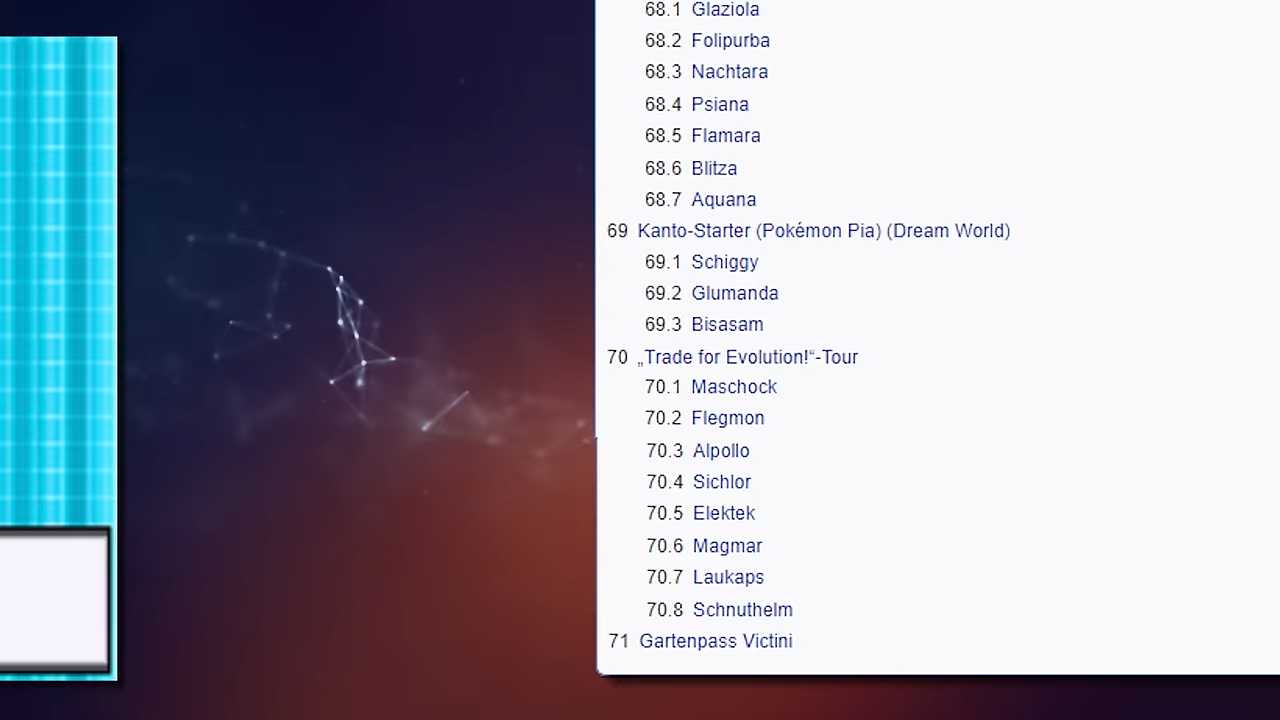 68.1 Glaziola
68.2 Folipurba
68.3 Nachtara
68.4 Psiana
68.5 Flamara
68.6 Blitza
68.7 Aquana
69 Kanto-Starter (Pokémon Pia) (Dream World)
69.1 Schiggy
69.2 Glumanda
69.3 Bisasam
70 „Trade for Evolution!“-Tour
70.1 Maschock
70.2 Flegmon
70.3 Alpollo
70.4 Sichlor
70.5 Elektek
70.6 Magmar
70.7 Laukaps
70.8 Schnuthelm
71 Gartenpass Victini